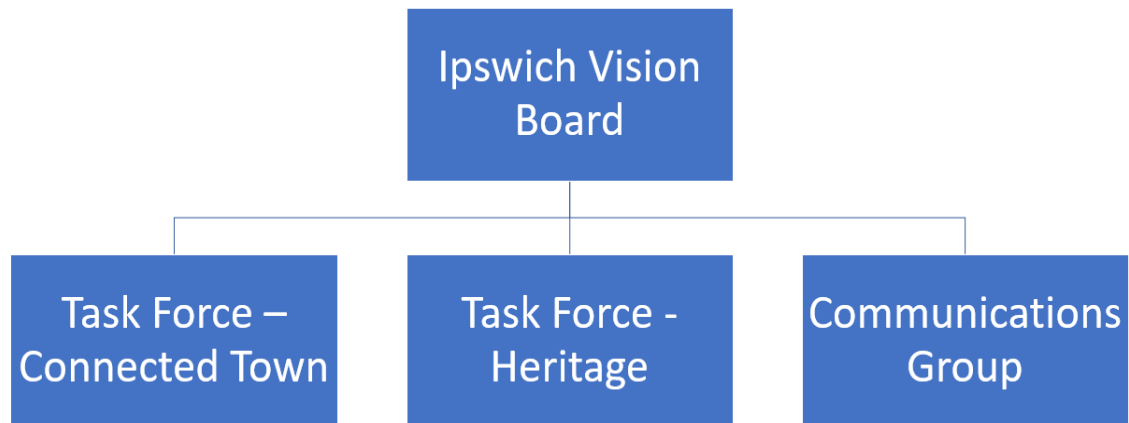 Ipswich Vision
Board
Task Force –
Connected Town
Task Force -
Heritage
Communications
Group